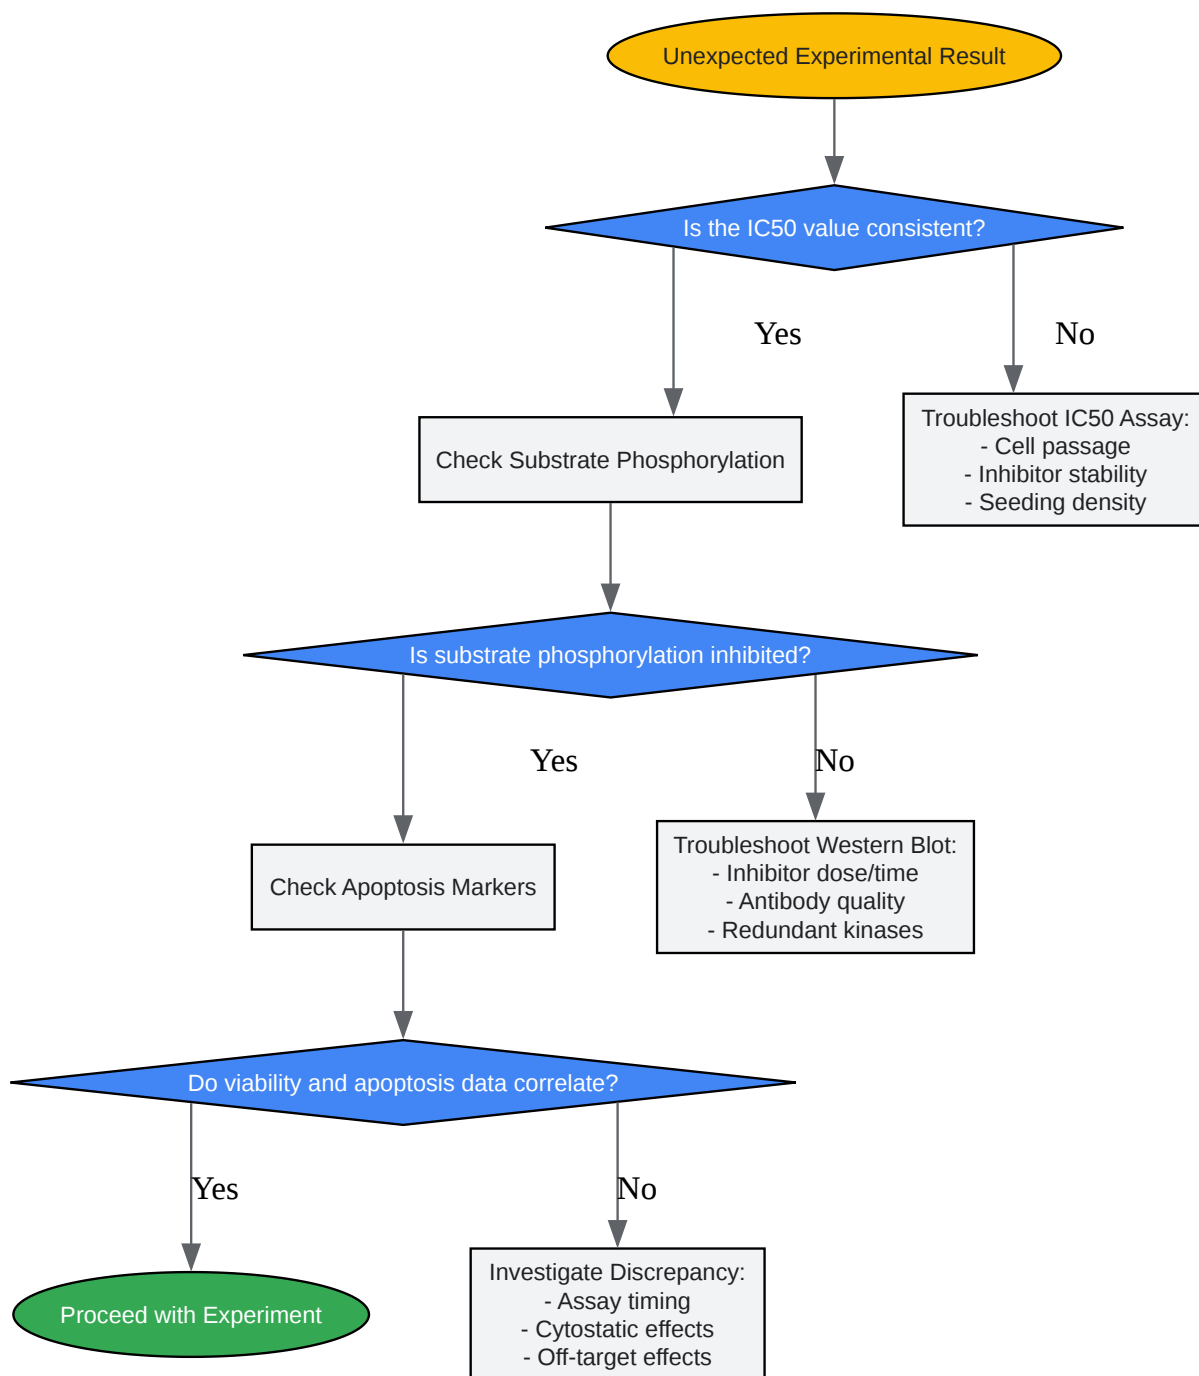 Unexpected Experimental Result
Is the IC50 value consistent?
Yes
No
Troubleshoot IC50 Assay:
- Cell passage
- Inhibitor stability
- Seeding density
Check Substrate Phosphorylation
Is substrate phosphorylation inhibited?
Yes
No
Troubleshoot Western Blot:
- Inhibitor dose/time
- Antibody quality
- Redundant kinases
Check Apoptosis Markers
Do viability and apoptosis data correlate?
Yes
No
Proceed with Experiment
Investigate Discrepancy:
- Assay timing
- Cytostatic effects
- Off-target effects